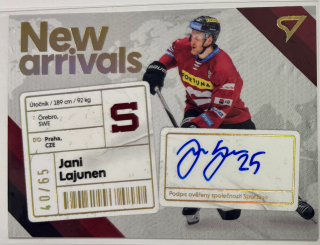 New
arrivals
Útočník / 189 cm / 92 kg
Z: Örebro,
SWE
DO: Praha,
CZE
S
Jani
Lajunen
40/65
FORTUNA
25
Podpis ověřený společností SportZoo